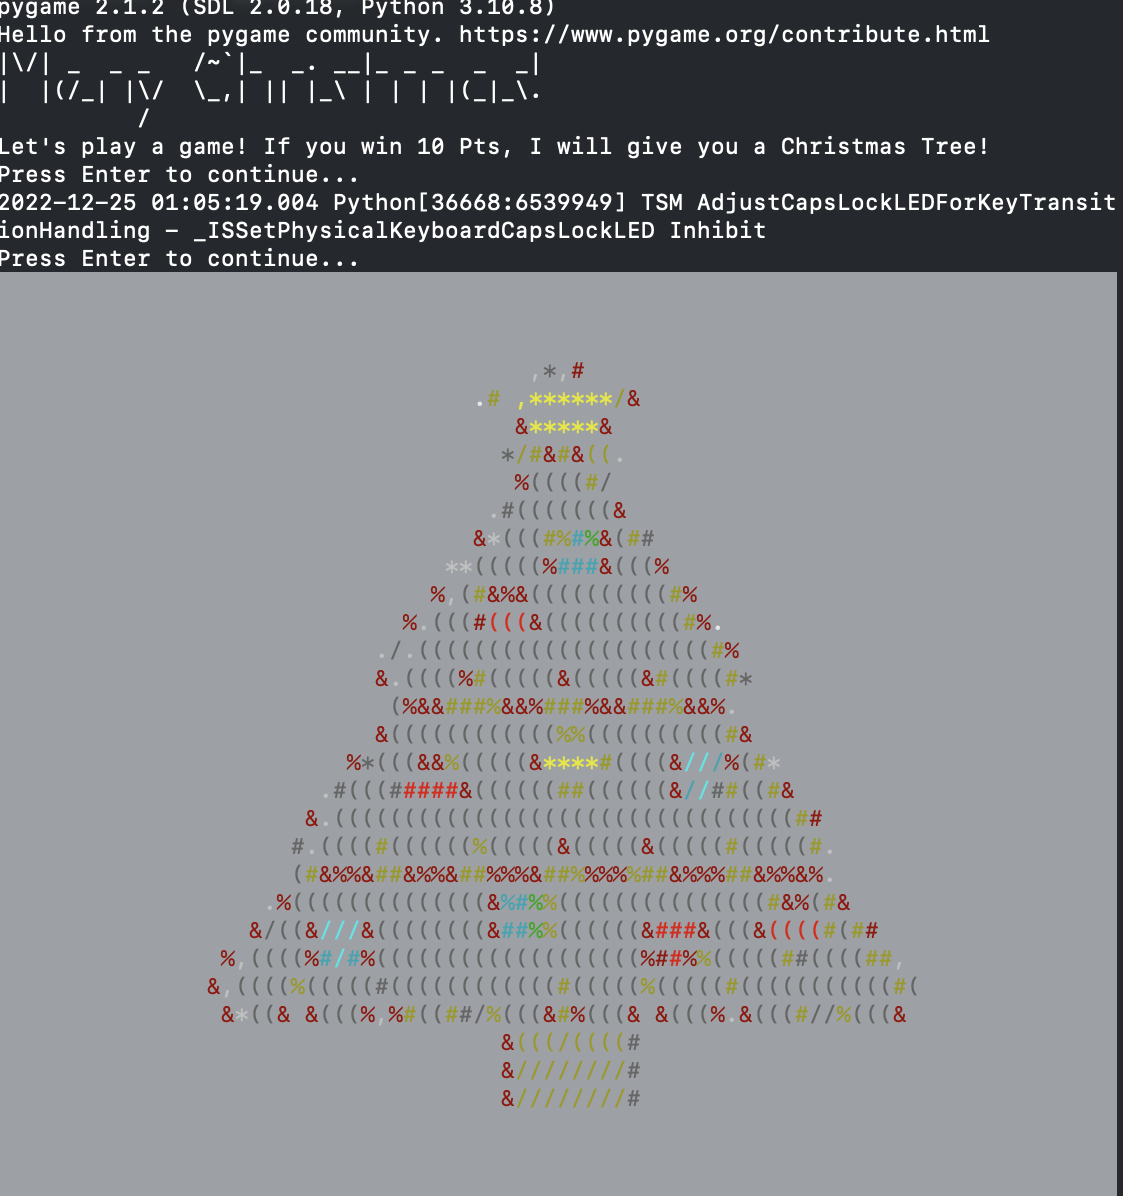 pygame 2.1.2 (SDL 2.0.18, Python 3.10.8)
Hello from the pygame community. https://www.pygame.org/contribute.html
Let's play a game! If you win 10 Pts, I will give you a Christmas Tree!
Press Enter to continue...
2022-12-25 01:05:19.004 Python[36668:6539949] TSM AdjustCapsLockLEDForKeyTransit
ionHandling - _ISSetPhysicalKeyboardCapsLockLED Inhibit
Press Enter to continue...